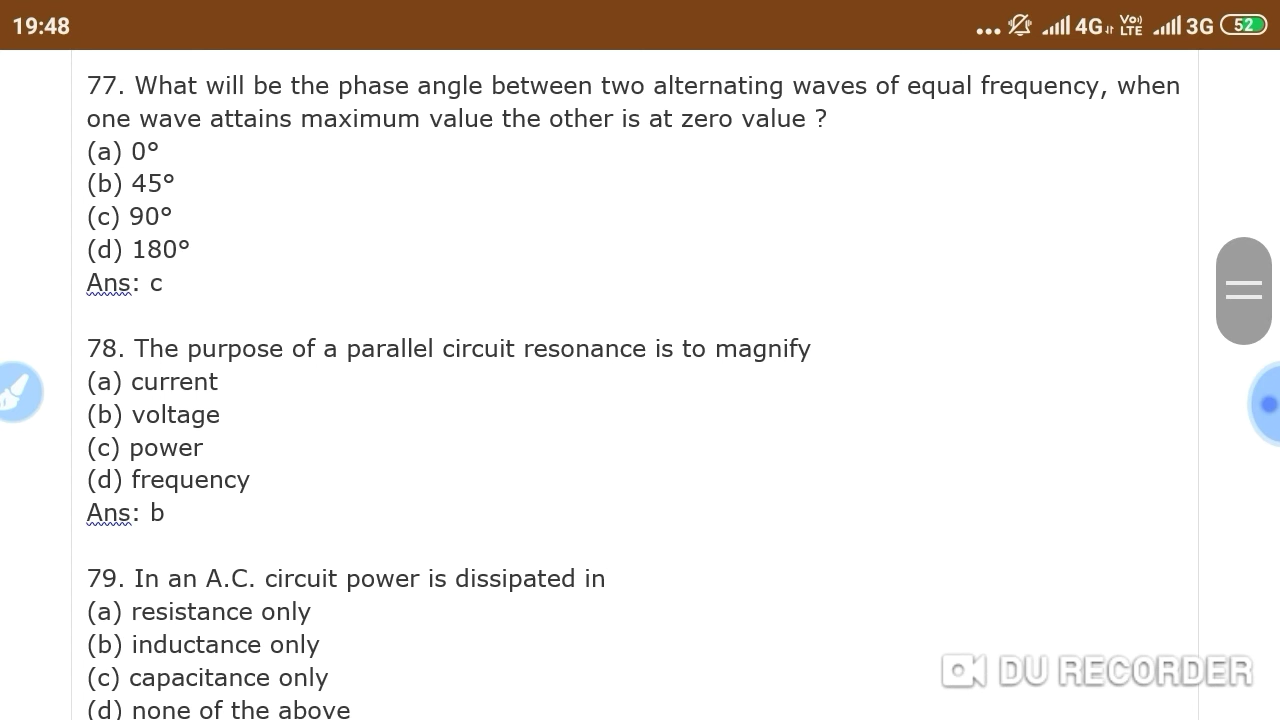 19:48
4G Vo) LTE 3G 52
77. What will be the phase angle between two alternating waves of equal frequency, when
one wave attains maximum value the other is at zero value ?
(a) 0°
(b) 45°
(c) 90°
(d) 180°
Ans: c
78. The purpose of a parallel circuit resonance is to magnify
(a) current
(b) voltage
(c) power
(d) frequency
Ans: b
79. In an A.C. circuit power is dissipated in
(a) resistance only
(b) inductance only
(c) capacitance only
(d) none of the above
DU RECORDER